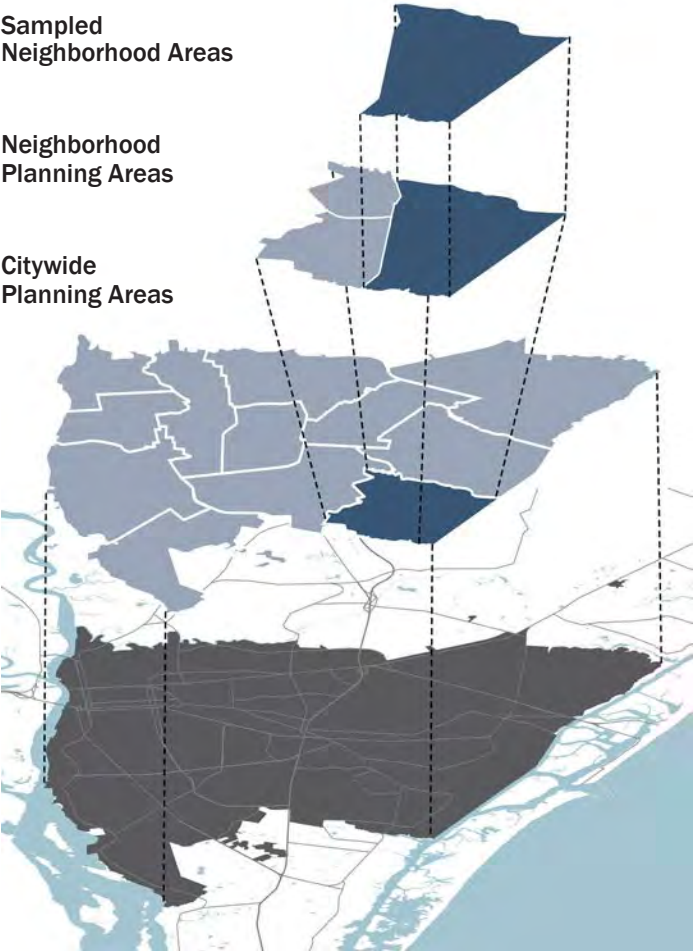 Sampled
Neighborhood Areas
Neighborhood
Planning Areas
Citywide
Planning Areas